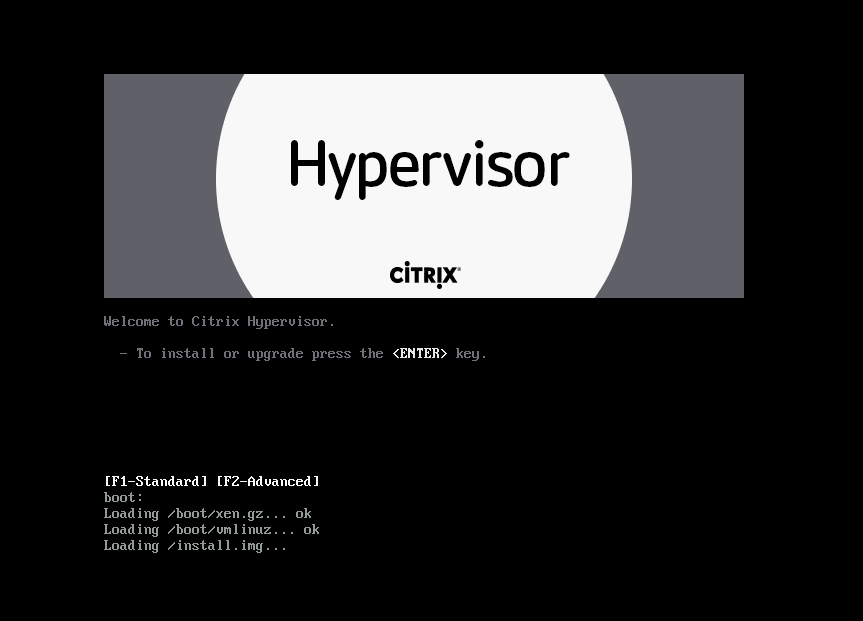 Hypervisor
CITRIX®
Welcome to Citrix Hypervisor.
- To install or upgrade press the <ENTER> key.
[F1-Standard] [F2-Advanced]
boot:
Loading /boot/xen.gz... ok
Loading /boot/vmlinuz... ok
Loading /install.img...